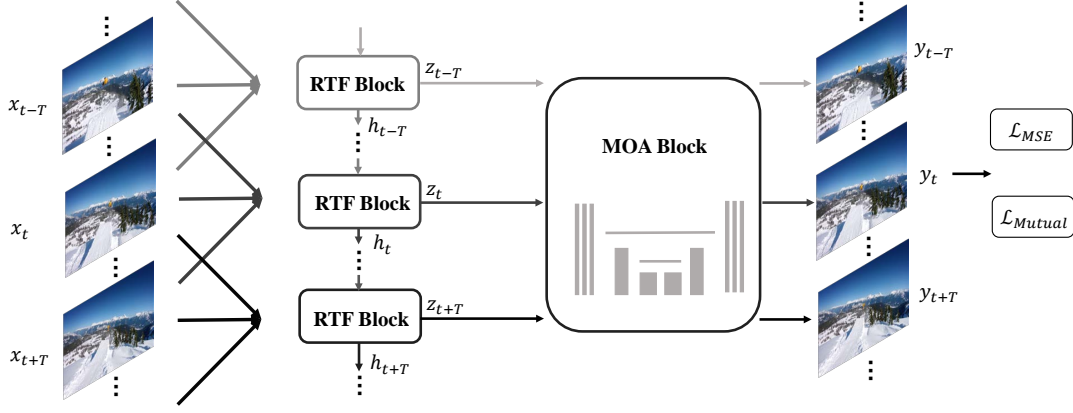 x_{t-T}
x_t
x_{t+T}
RTF Block
z_{t-T}
h_{t-T}
RTF Block
z_t
h_t
RTF Block
z_{t+T}
h_{t+T}
MOA Block
y_{t-T}
y_t
y_{t+T}
ℒ_{MSE}
ℒ_{Mutual}